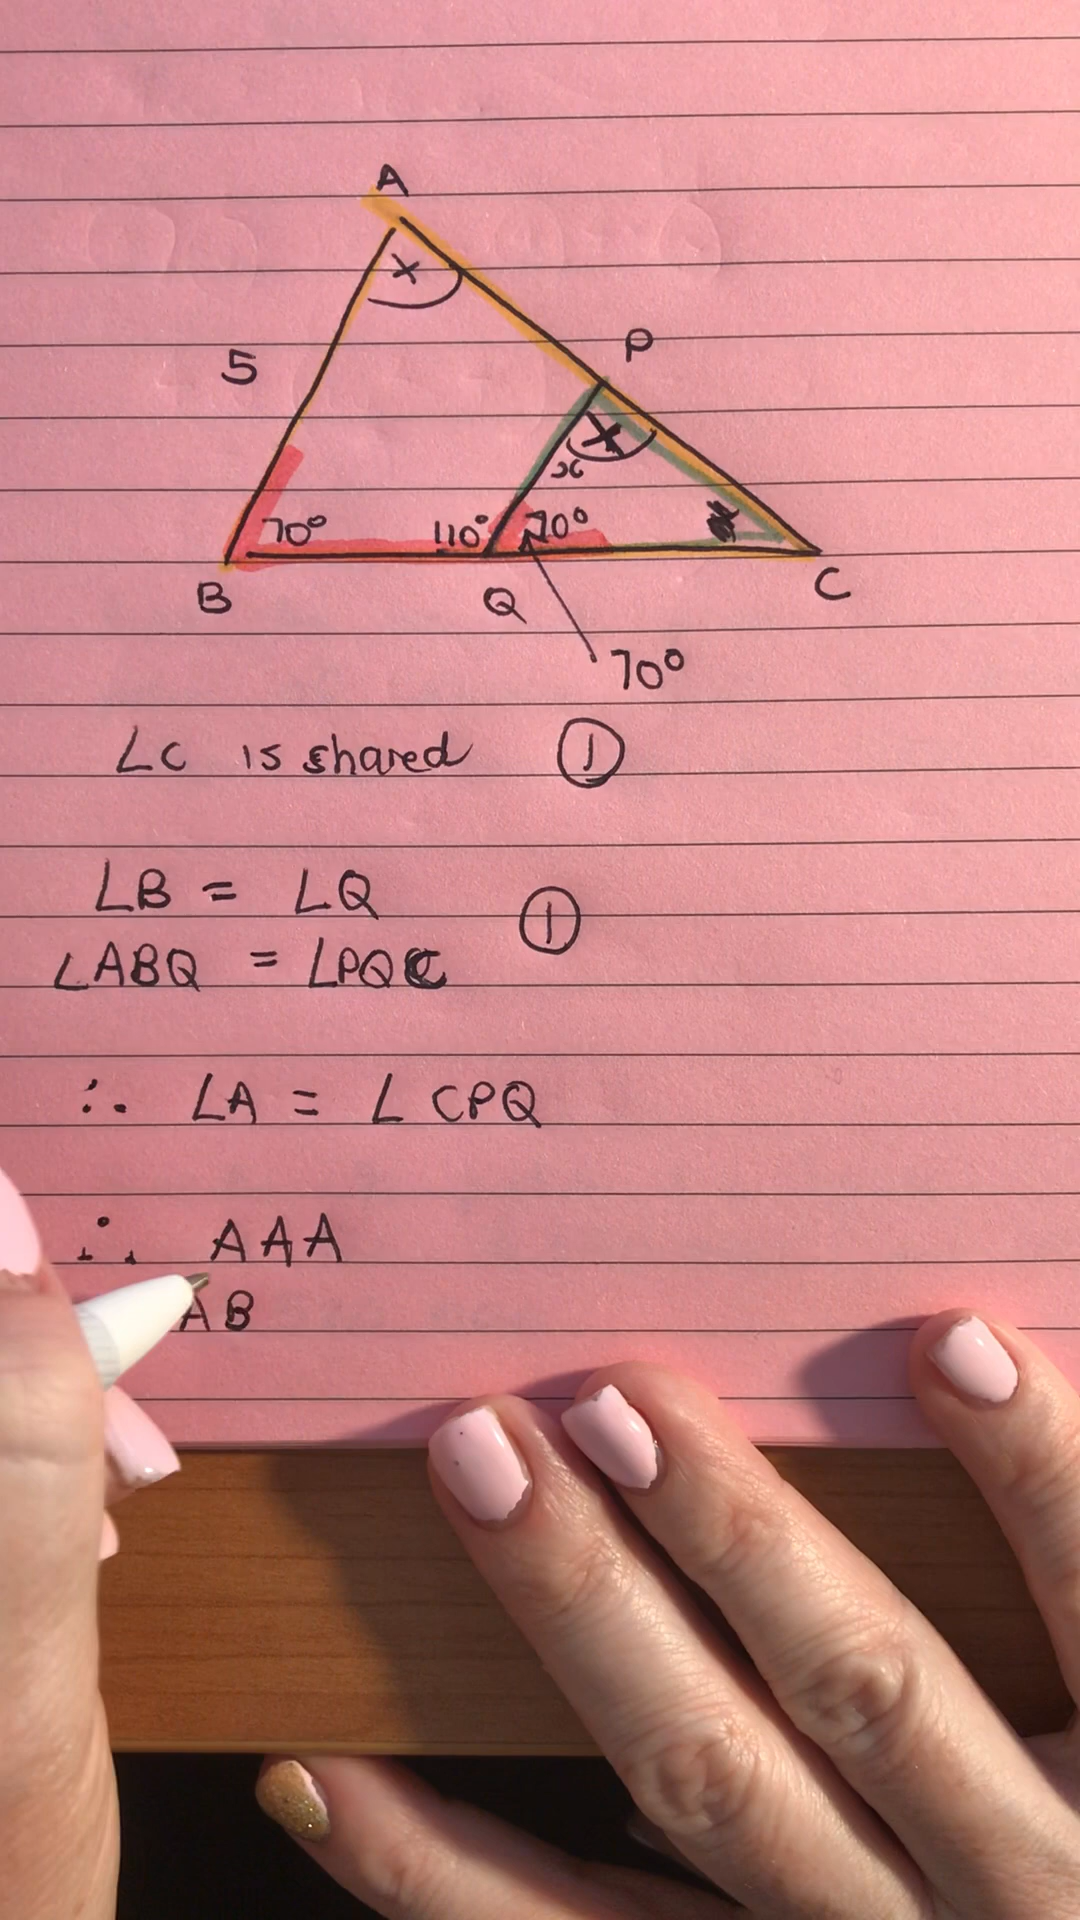 A
×
P
5
×
x
70° 110° 70°
B Q C
70°
∠C is shared ①
∠B = ∠Q ①
∠ABQ = ∠PQC
∴ ∠A = ∠CPQ
∴ AAA
AB